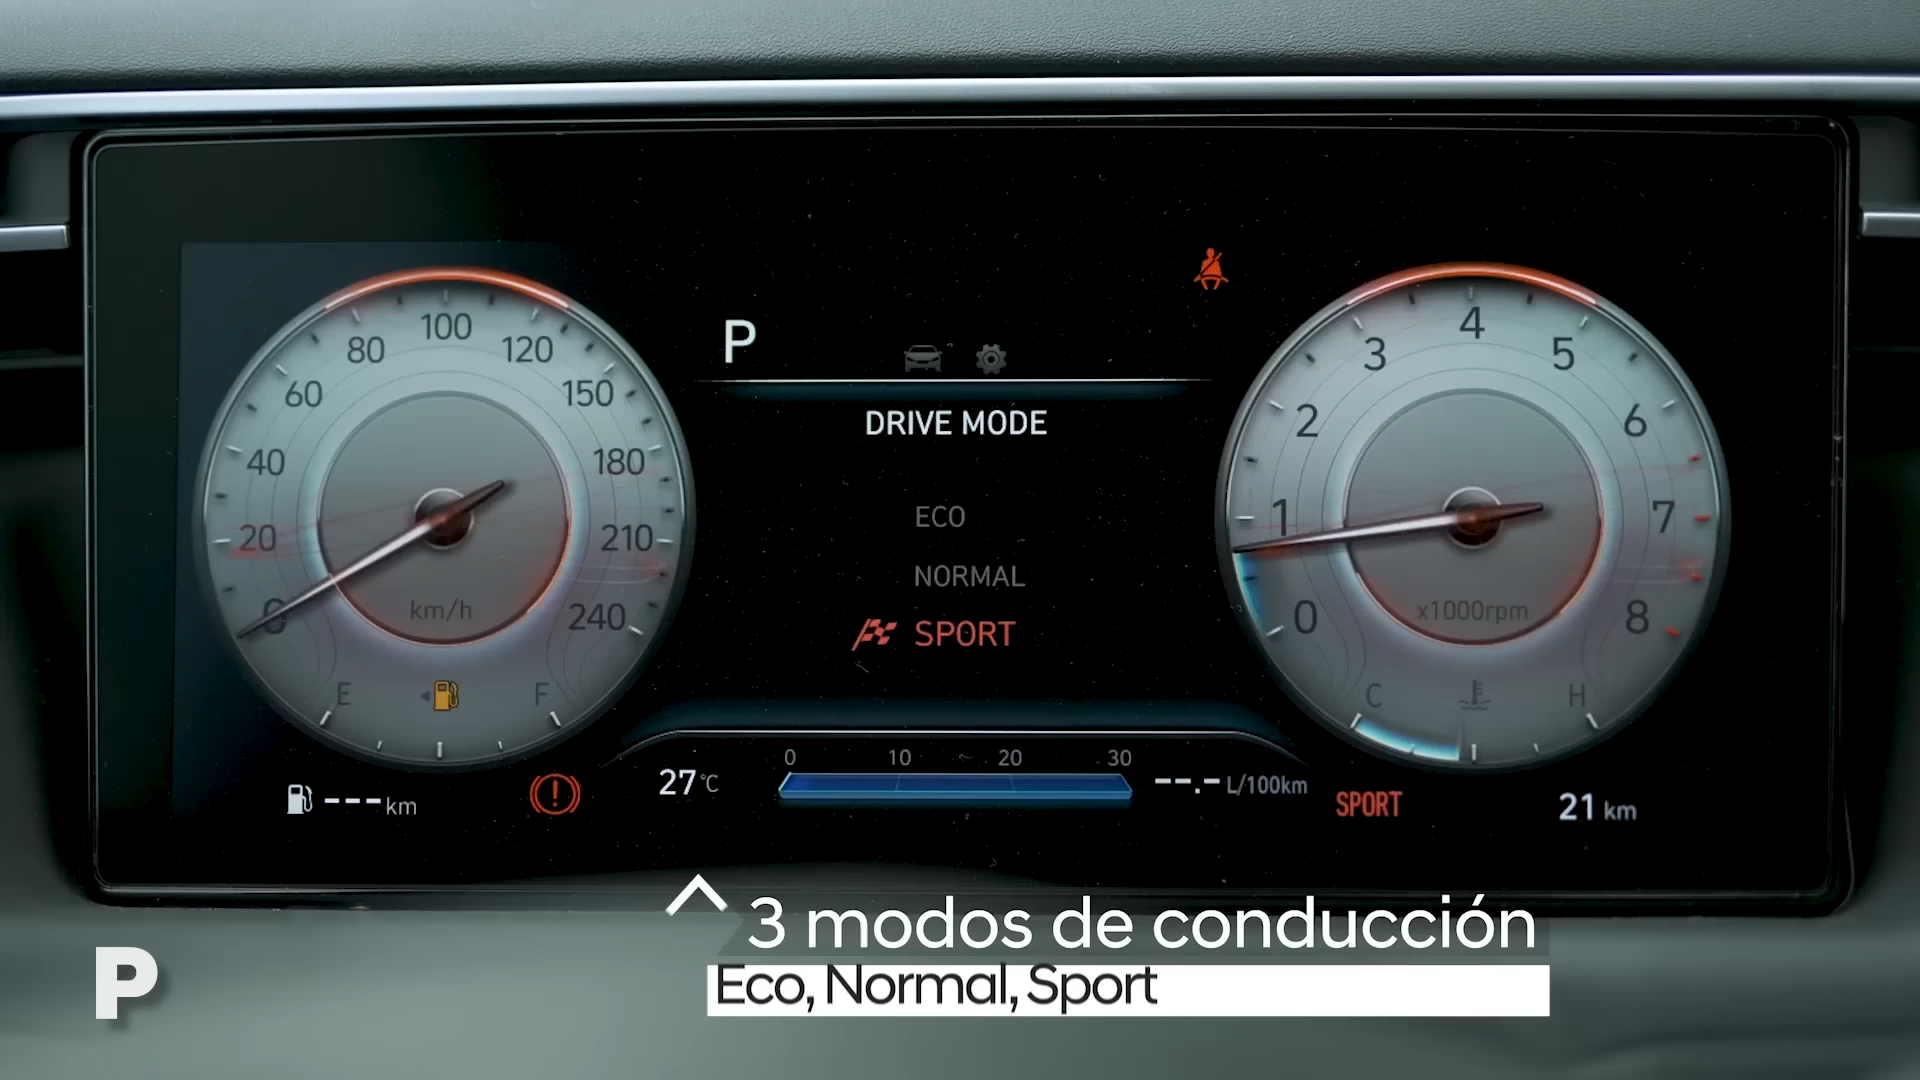 100
80
120
60
150
40
180
20
210
0
240
km/h
E
F
P
DRIVE MODE
ECO
NORMAL
SPORT
4
3
5
2
6
1
7
0
8
x1000rpm
C
H
--- km
27°C
0 10 20 30
--.- L/100km
SPORT
21 km
3 modos de conducción
Eco, Normal, Sport
P